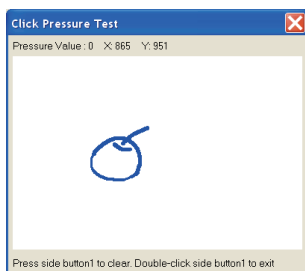 Click Pressure Test
Pressure Value : 0 X: 865 Y: 951
Press side button1 to clear. Double-click side button1 to exit